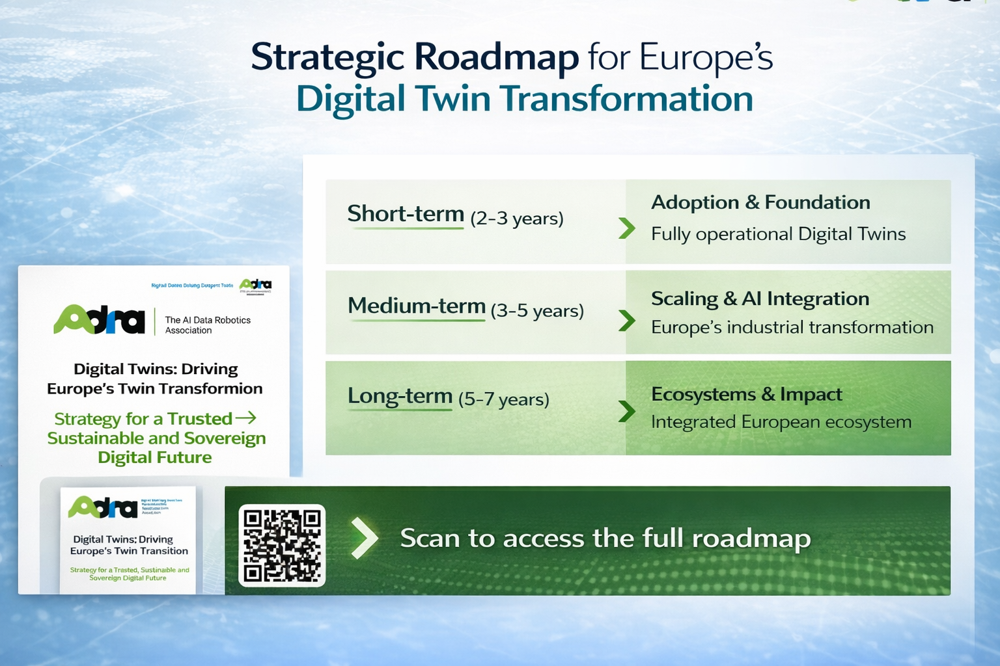 Strategic Roadmap for Europe's
Digital Twin Transformation
Short-term (2-3 years)
Adoption & Foundation
Fully operational Digital Twins
Medium-term (3-5 years)
Scaling & AI Integration
Europe's industrial transformation
Long-term (5-7 years)
Ecosystems & Impact
Integrated European ecosystem
Adra
Adra
The AI Data Robotics
Association
Digital Twins: Driving
Europe's Twin Transformion
Strategy for a Trusted→
Sustainable and Sovereign
Digital Future
Adra
Digital Twins: Driving
Europe's Twin Transition
Strategy for a Trusted, Sustinable and
Sovereign Digital Future
Scan to access the full roadmap